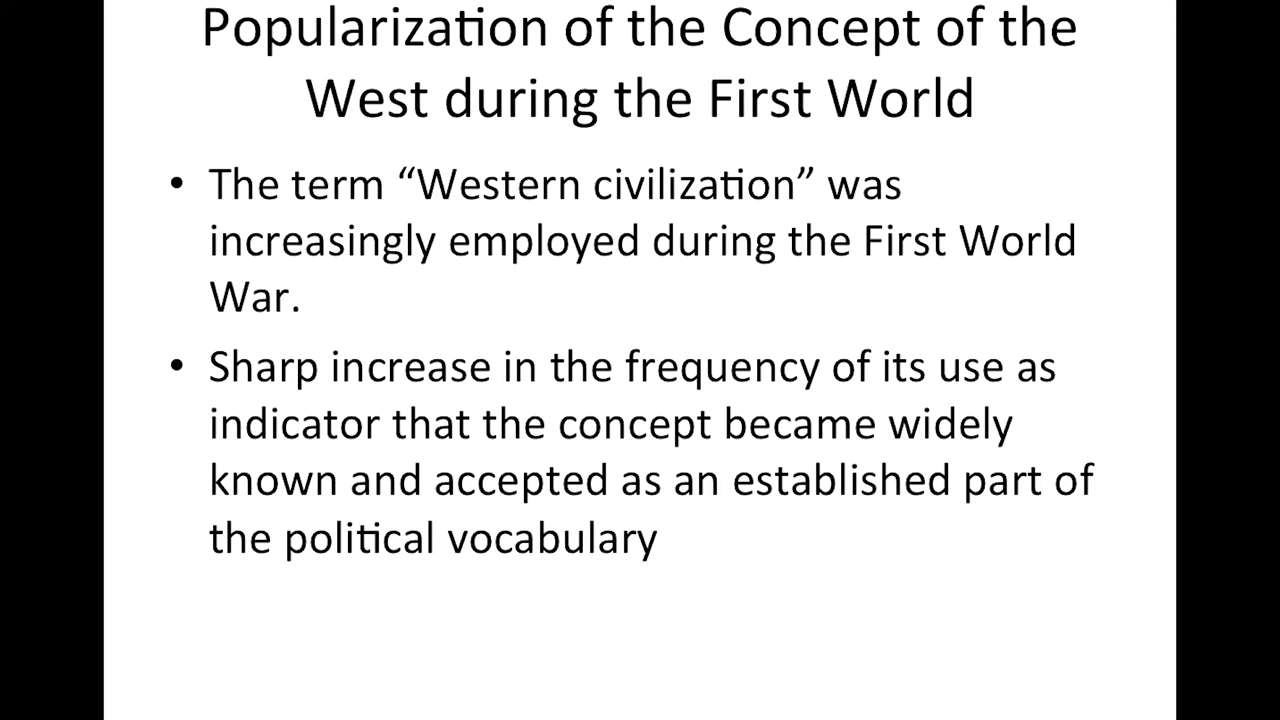 Popularization of the Concept of the
West during the First World
• The term “Western civilization” was
increasingly employed during the First World
War.
• Sharp increase in the frequency of its use as
indicator that the concept became widely
known and accepted as an established part of
the political vocabulary